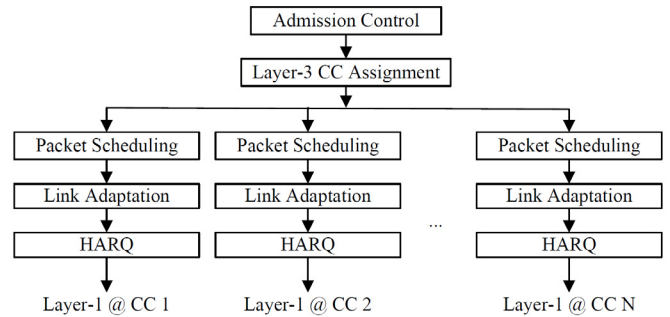 Admission Control
Layer-3 CC Assignment
Packet Scheduling Packet Scheduling Packet Scheduling
Link Adaptation Link Adaptation Link Adaptation
...
HARQ HARQ HARQ
Layer-1 @ CC 1 Layer-1 @ CC 2 Layer-1 @ CC N